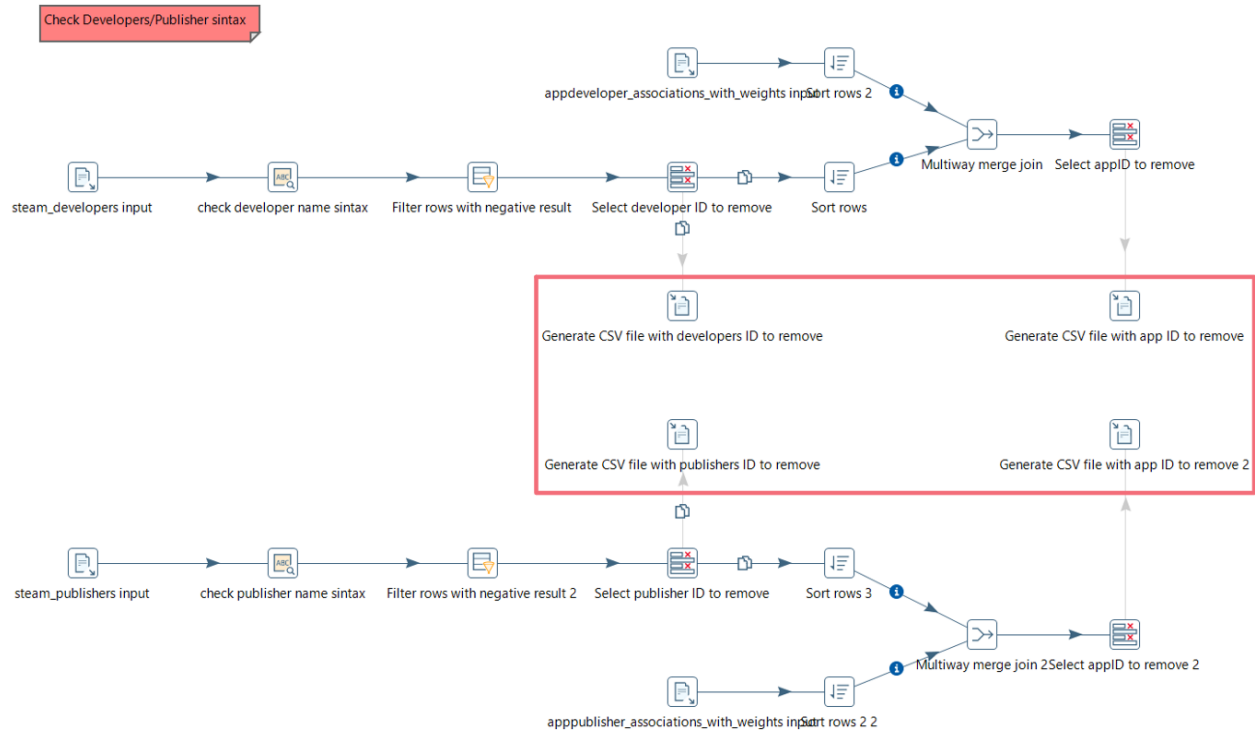 Check Developers/Publisher sintax
appdeveloper_associations_with_weights input
Sort rows 2
Multiway merge join
Select appID to remove
steam_developers input
check developer name sintax
Filter rows with negative result
Select developer ID to remove
Sort rows
Generate CSV file with developers ID to remove
Generate CSV file with app ID to remove
Generate CSV file with publishers ID to remove
Generate CSV file with app ID to remove 2
steam_publishers input
check publisher name sintax
Filter rows with negative result 2
Select publisher ID to remove
Sort rows 3
Multiway merge join 2
Select appID to remove 2
apppublisher_associations_with_weights input
Sort rows 2 2